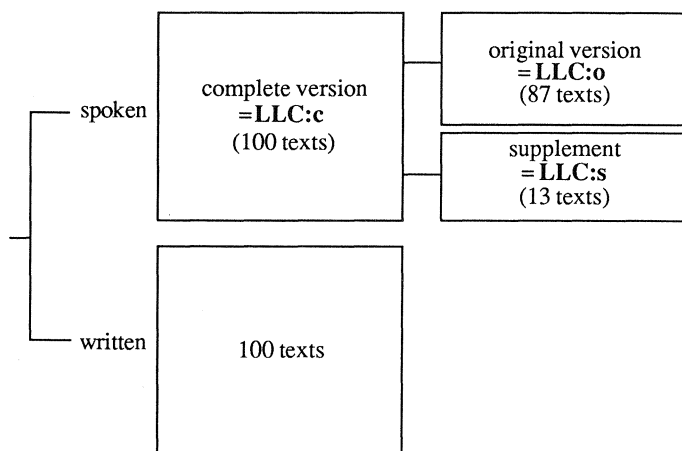 spoken
complete version
=LLC:c
(100 texts)
original version
=LLC:o
(87 texts)
supplement
=LLC:s
(13 texts)
written
100 texts